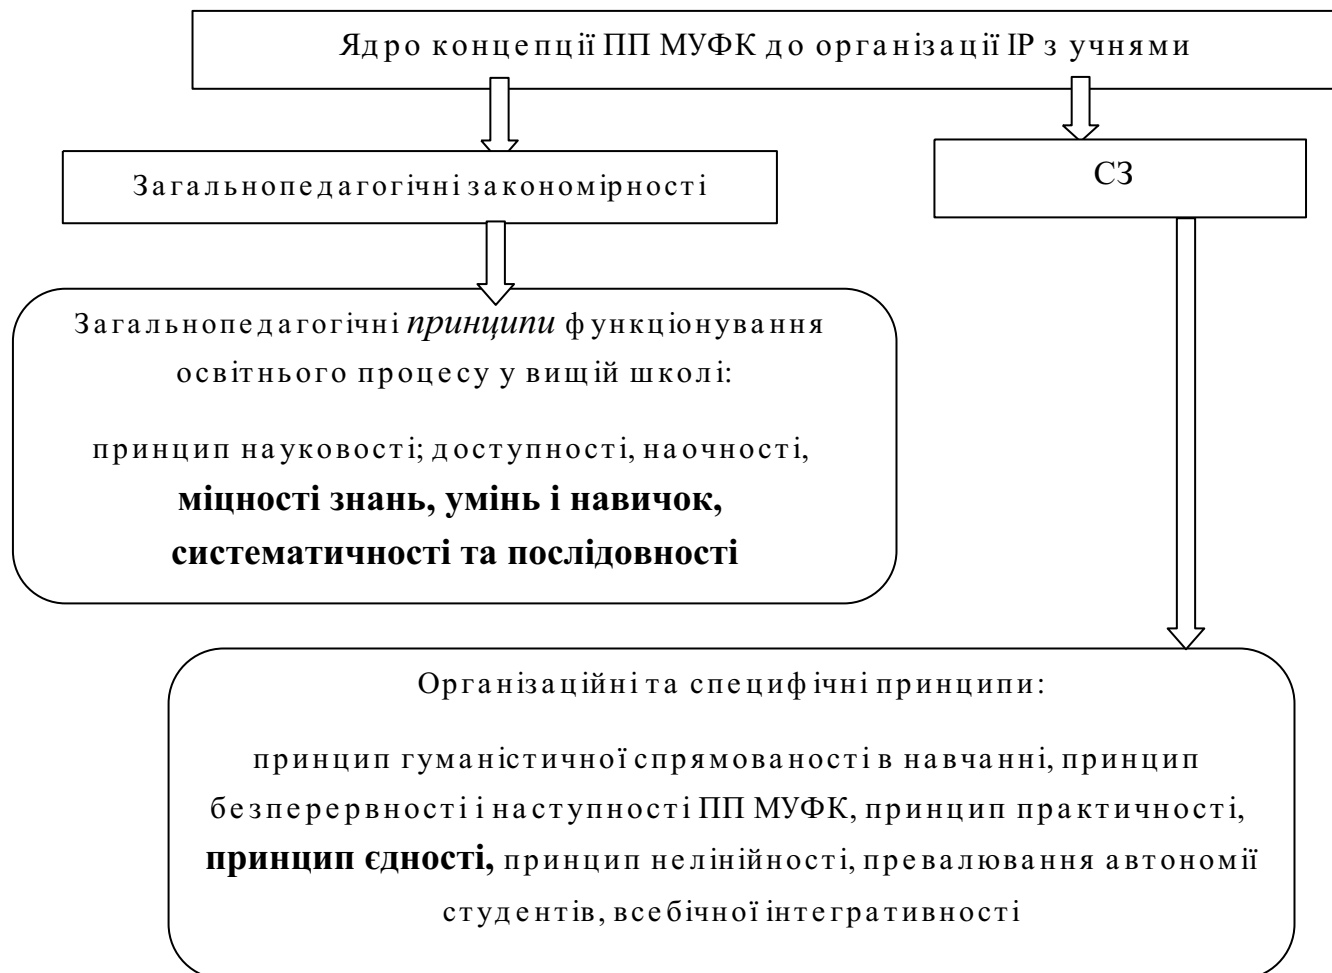 Ядро концепції ПП МУФК до організації ІР з учнями
Загальнопедагогічні закономірності
СЗ
Загальнопедагогічні принципи функціонування
освітнього процесу у вищій школі:
принцип науковості; доступності, наочності,
міцності знань, умінь і навичок,
систематичності та послідовності
Організаційні та специфічні принципи:
принцип гуманістичної спрямованості в навчанні, принцип
безперервності і наступності ПП МУФК, принцип практичності,
принцип єдності, принцип нелінійності, превалювання автономії
студентів, всебічної інтегративності